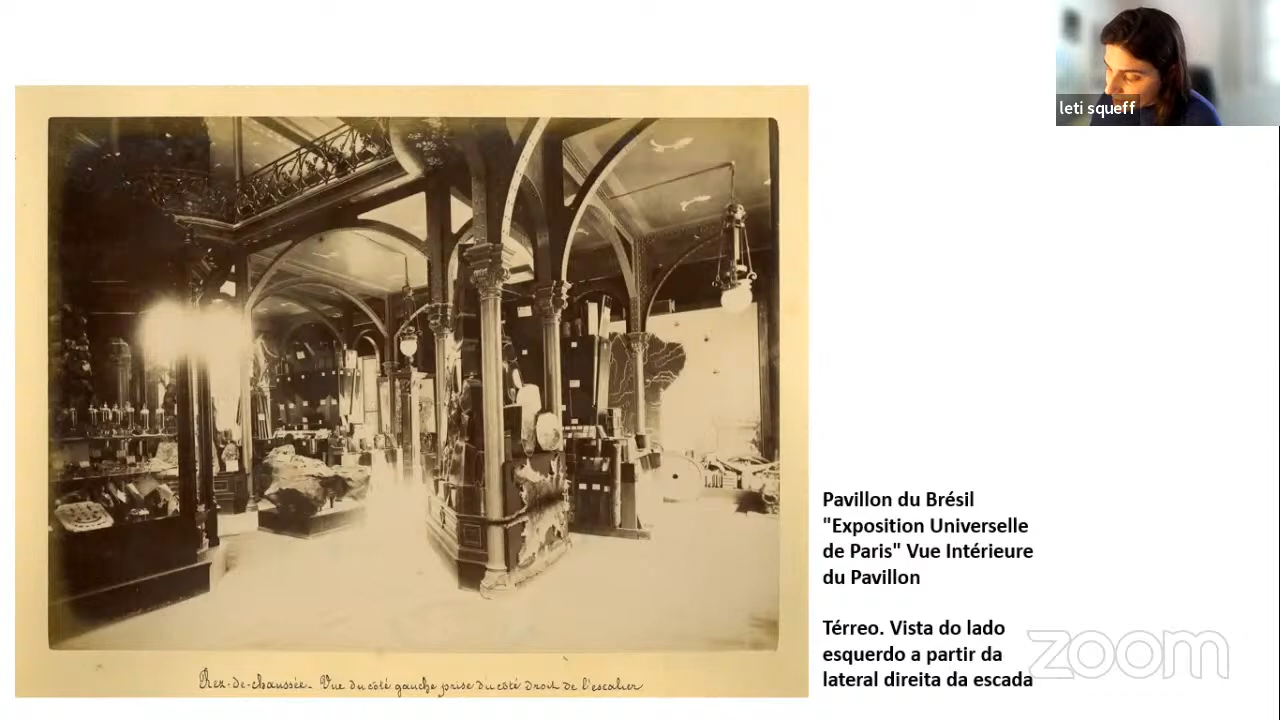 leti squeff
Pavillon du Brésil
"Exposition Universelle
de Paris" Vue Intérieure
du Pavillon
Térreo. Vista do lado
esquerdo a partir da
lateral direita da escada
zoom
Rez-de-chaussée. Vue du côté gauche prise du côté droit de l'escalier